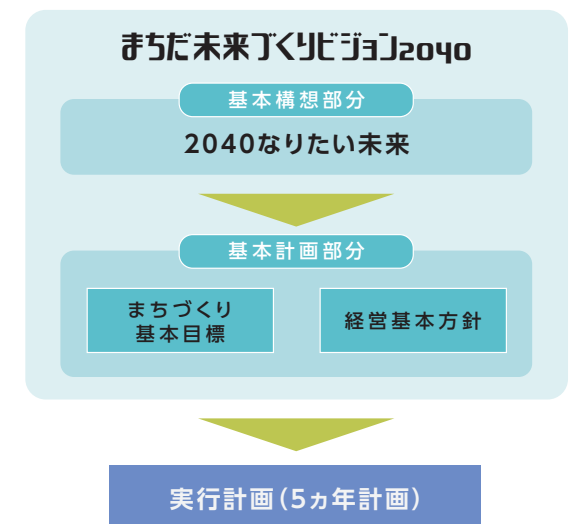 まちだ未来づくりビジョン2040
基本構想部分
2040なりたい未来
基本計画部分
まちづくり
基本目標
経営基本方針
実行計画(5ヵ年計画)